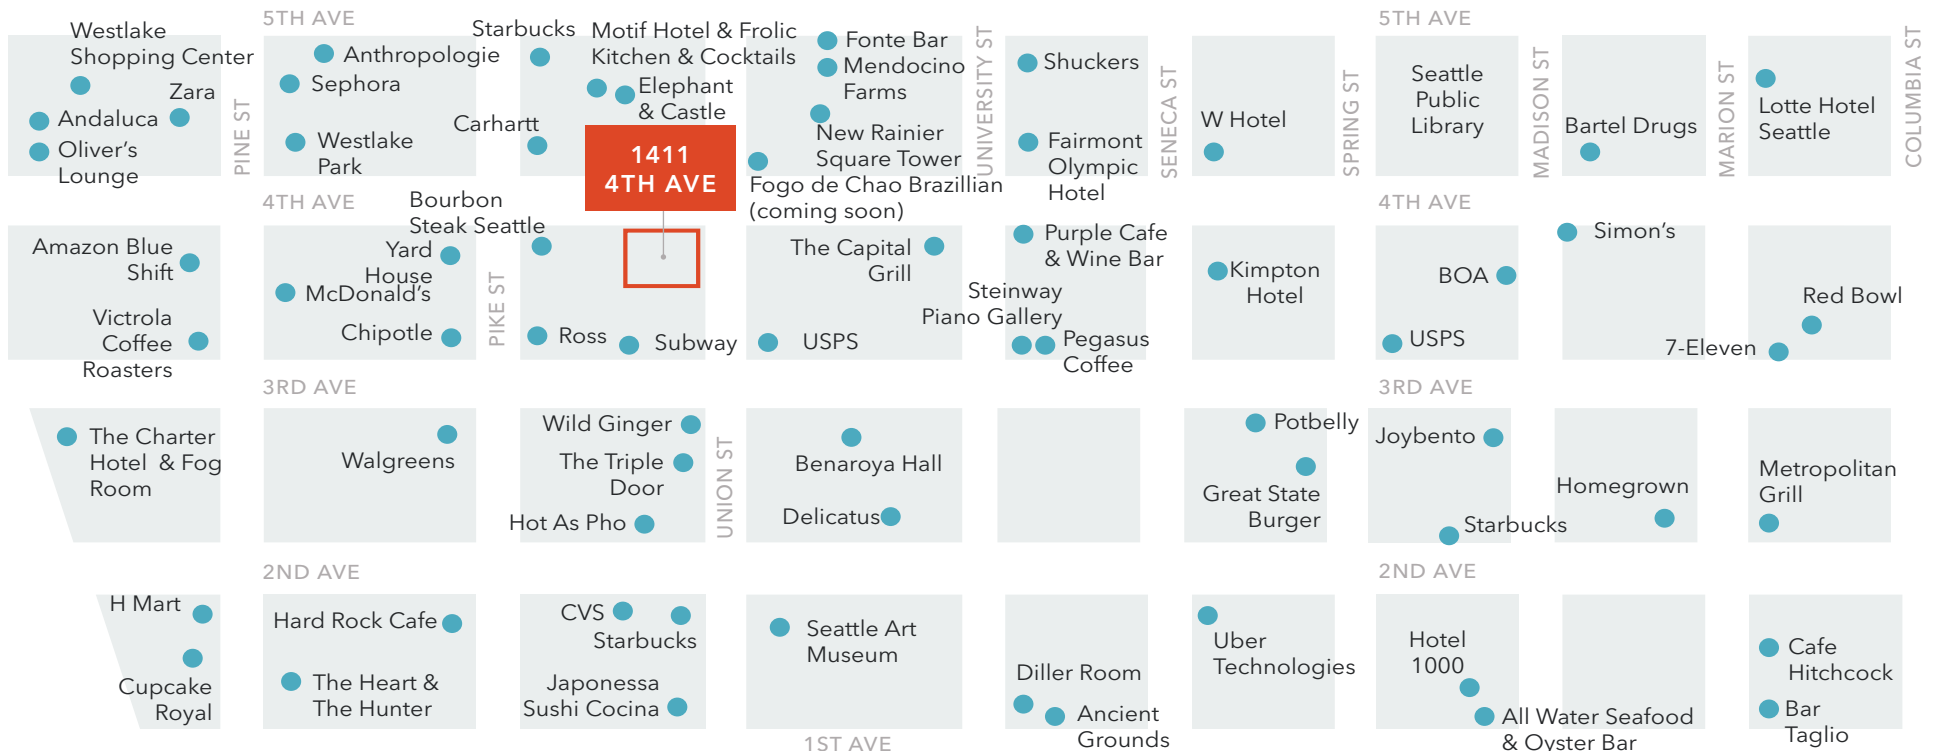 5TH AVE
5TH AVE
Westlake
Shopping Center
Zara
Andaluca
Oliver's
Lounge
PINE ST
Anthropologie
Sephora
Westlake
Park
Starbucks
Carhartt
Motif Hotel & Frolic
Kitchen & Cocktails
Elephant
& Castle
1411
4TH AVE
Fonte Bar
Mendocino
Farms
New Rainier
Square Tower
Fogo de Chao Brazillian
(coming soon)
UNIVERSITY ST
Shuckers
Fairmont
Olympic
Hotel
SENECA ST
W Hotel
SPRING ST
Seattle
Public
Library
MADISON ST
Bartel Drugs
MARION ST
Lotte Hotel
Seattle
COLUMBIA ST
4TH AVE
4TH AVE
Amazon Blue
Shift
Victrola
Coffee
Roasters
Yard
House
McDonald's
Chipotle
PIKE ST
Bourbon
Steak Seattle
Ross
Subway
The Capital
Grill
USPS
Purple Cafe
& Wine Bar
Steinway
Piano Gallery
Pegasus
Coffee
Kimpton
Hotel
BOA
USPS
Simon's
Red Bowl
7-Eleven
3RD AVE
3RD AVE
The Charter
Hotel & Fog
Room
Walgreens
Wild Ginger
The Triple
Door
Hot As Pho
UNION ST
Benaroya Hall
Delicatus
Potbelly
Great State
Burger
Joybento
Starbucks
Homegrown
Metropolitan
Grill
2ND AVE
2ND AVE
H Mart
Cupcake
Royal
Hard Rock Cafe
The Heart &
The Hunter
CVS
Starbucks
Japonessa
Sushi Cocina
Seattle Art
Museum
Diller Room
Ancient
Grounds
Uber
Technologies
Hotel
1000
All Water Seafood
& Oyster Bar
Cafe
Hitchcock
Bar
Taglio
1ST AVE